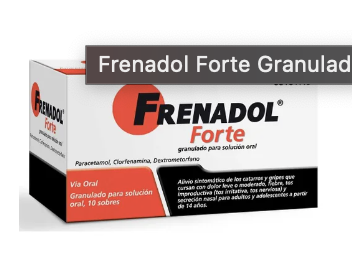 Frenadol Forte Granulad
FRENADOL®
Forte
granulado para solución oral
Paracetamol, Clorfenamina, Dextrometorfano
Vía Oral
Granulado para solución
oral, 10 sobres
Alivio sintomático de los catarros y gripes que
cursan con dolor leve o moderado, fiebre, tos
improductiva (tos irritativa, tos nerviosa) y
secreción nasal para adultos y adolescentes a partir
de 14 años.
FRENADOL
Forte